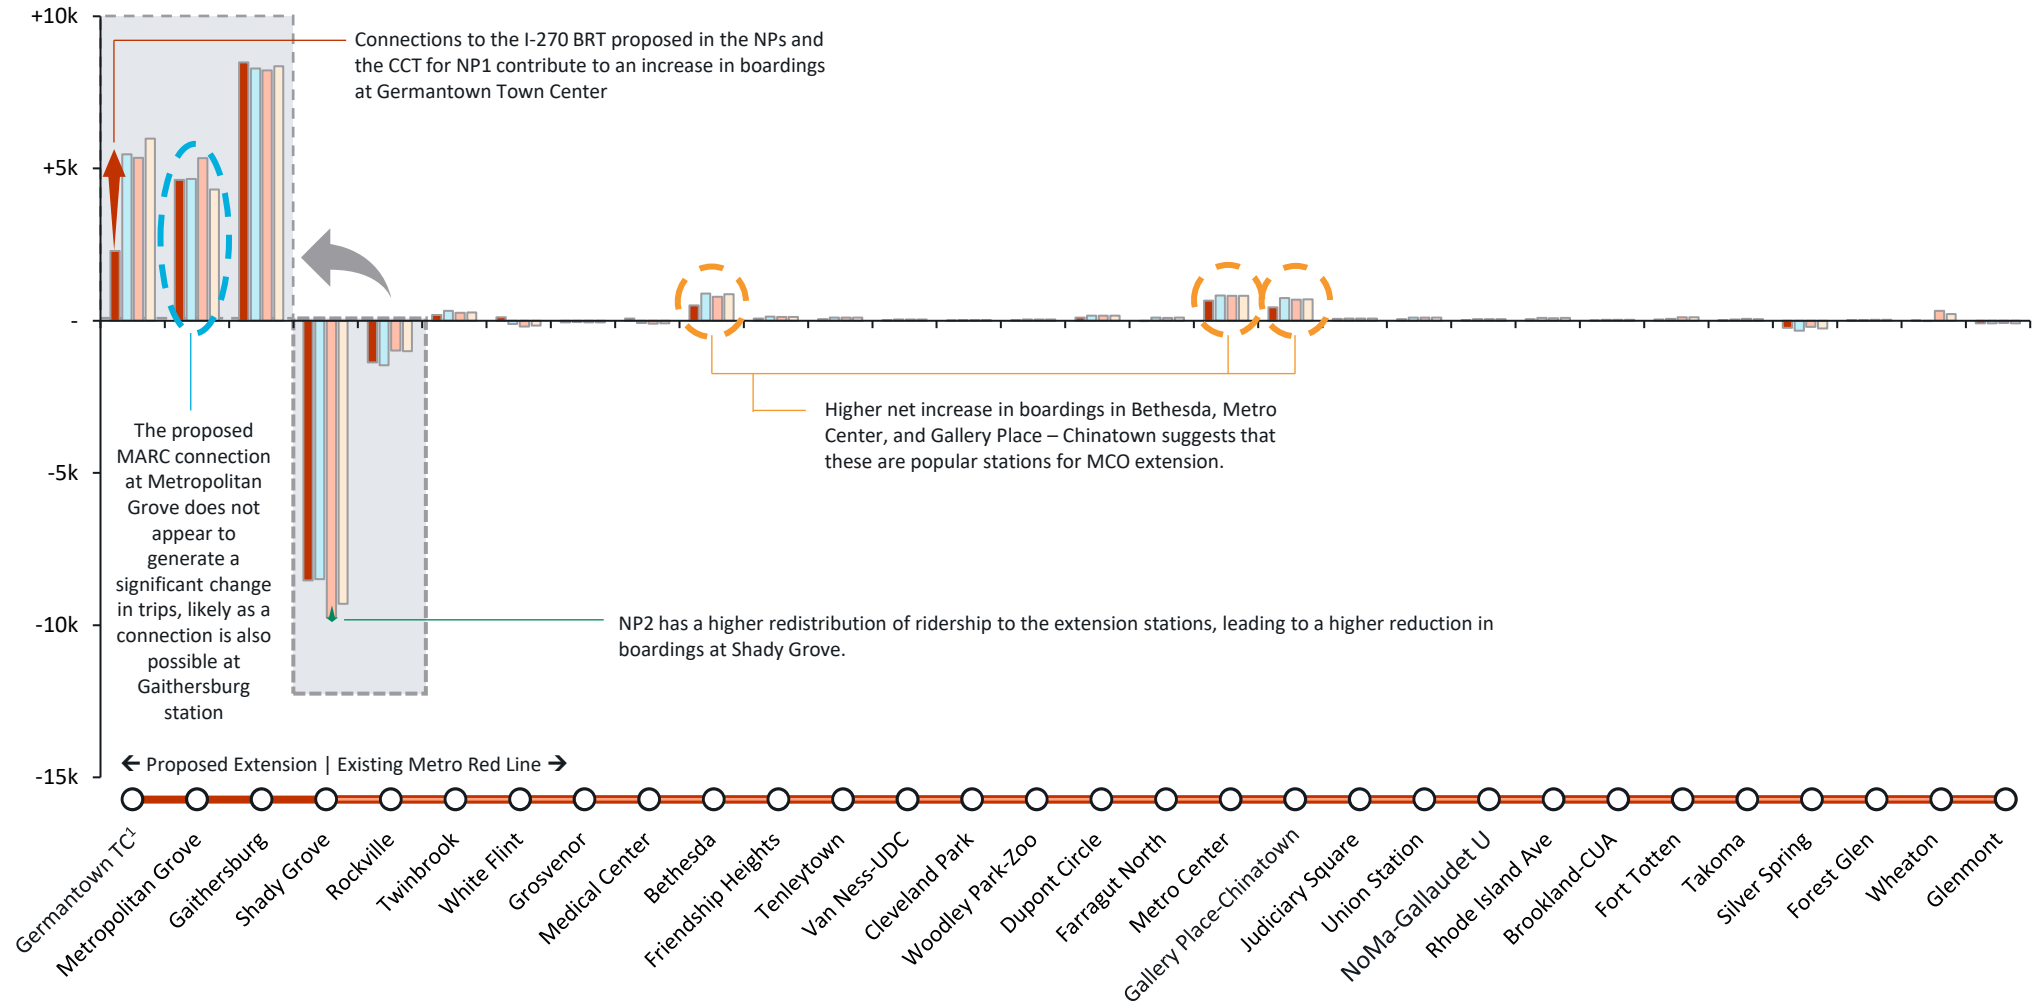 +10k
Connections to the I-270 BRT proposed in the NPs and
the CCT for NP1 contribute to an increase in boardings
at Germantown Town Center
+5k
-
Higher net increase in boardings in Bethesda, Metro
Center, and Gallery Place – Chinatown suggests that
these are popular stations for MCO extension.
The proposed
MARC connection
at Metropolitan
Grove does not
appear to
generate a
significant change
in trips, likely as a
connection is also
possible at
Gaithersburg
station
-5k
NP2 has a higher redistribution of ridership to the extension stations, leading to a higher reduction in
boardings at Shady Grove.
-10k
← Proposed Extension | Existing Metro Red Line →
-15k
Germantown TC¹
Metropolitan Grove
Gaithersburg
Shady Grove
Rockville
Twinbrook
White Flint
Grosvenor
Medical Center
Bethesda
Friendship Heights
Tenleytown
Van Ness-UDC
Cleveland Park
Woodley Park-Zoo
Dupont Circle
Farragut North
Metro Center
Gallery Place-Chinatown
Judiciary Square
Union Station
NoMa-Gallaudet U
Rhode Island Ave
Brookland-CUA
Fort Totten
Takoma
Silver Spring
Forest Glen
Wheaton
Glenmont